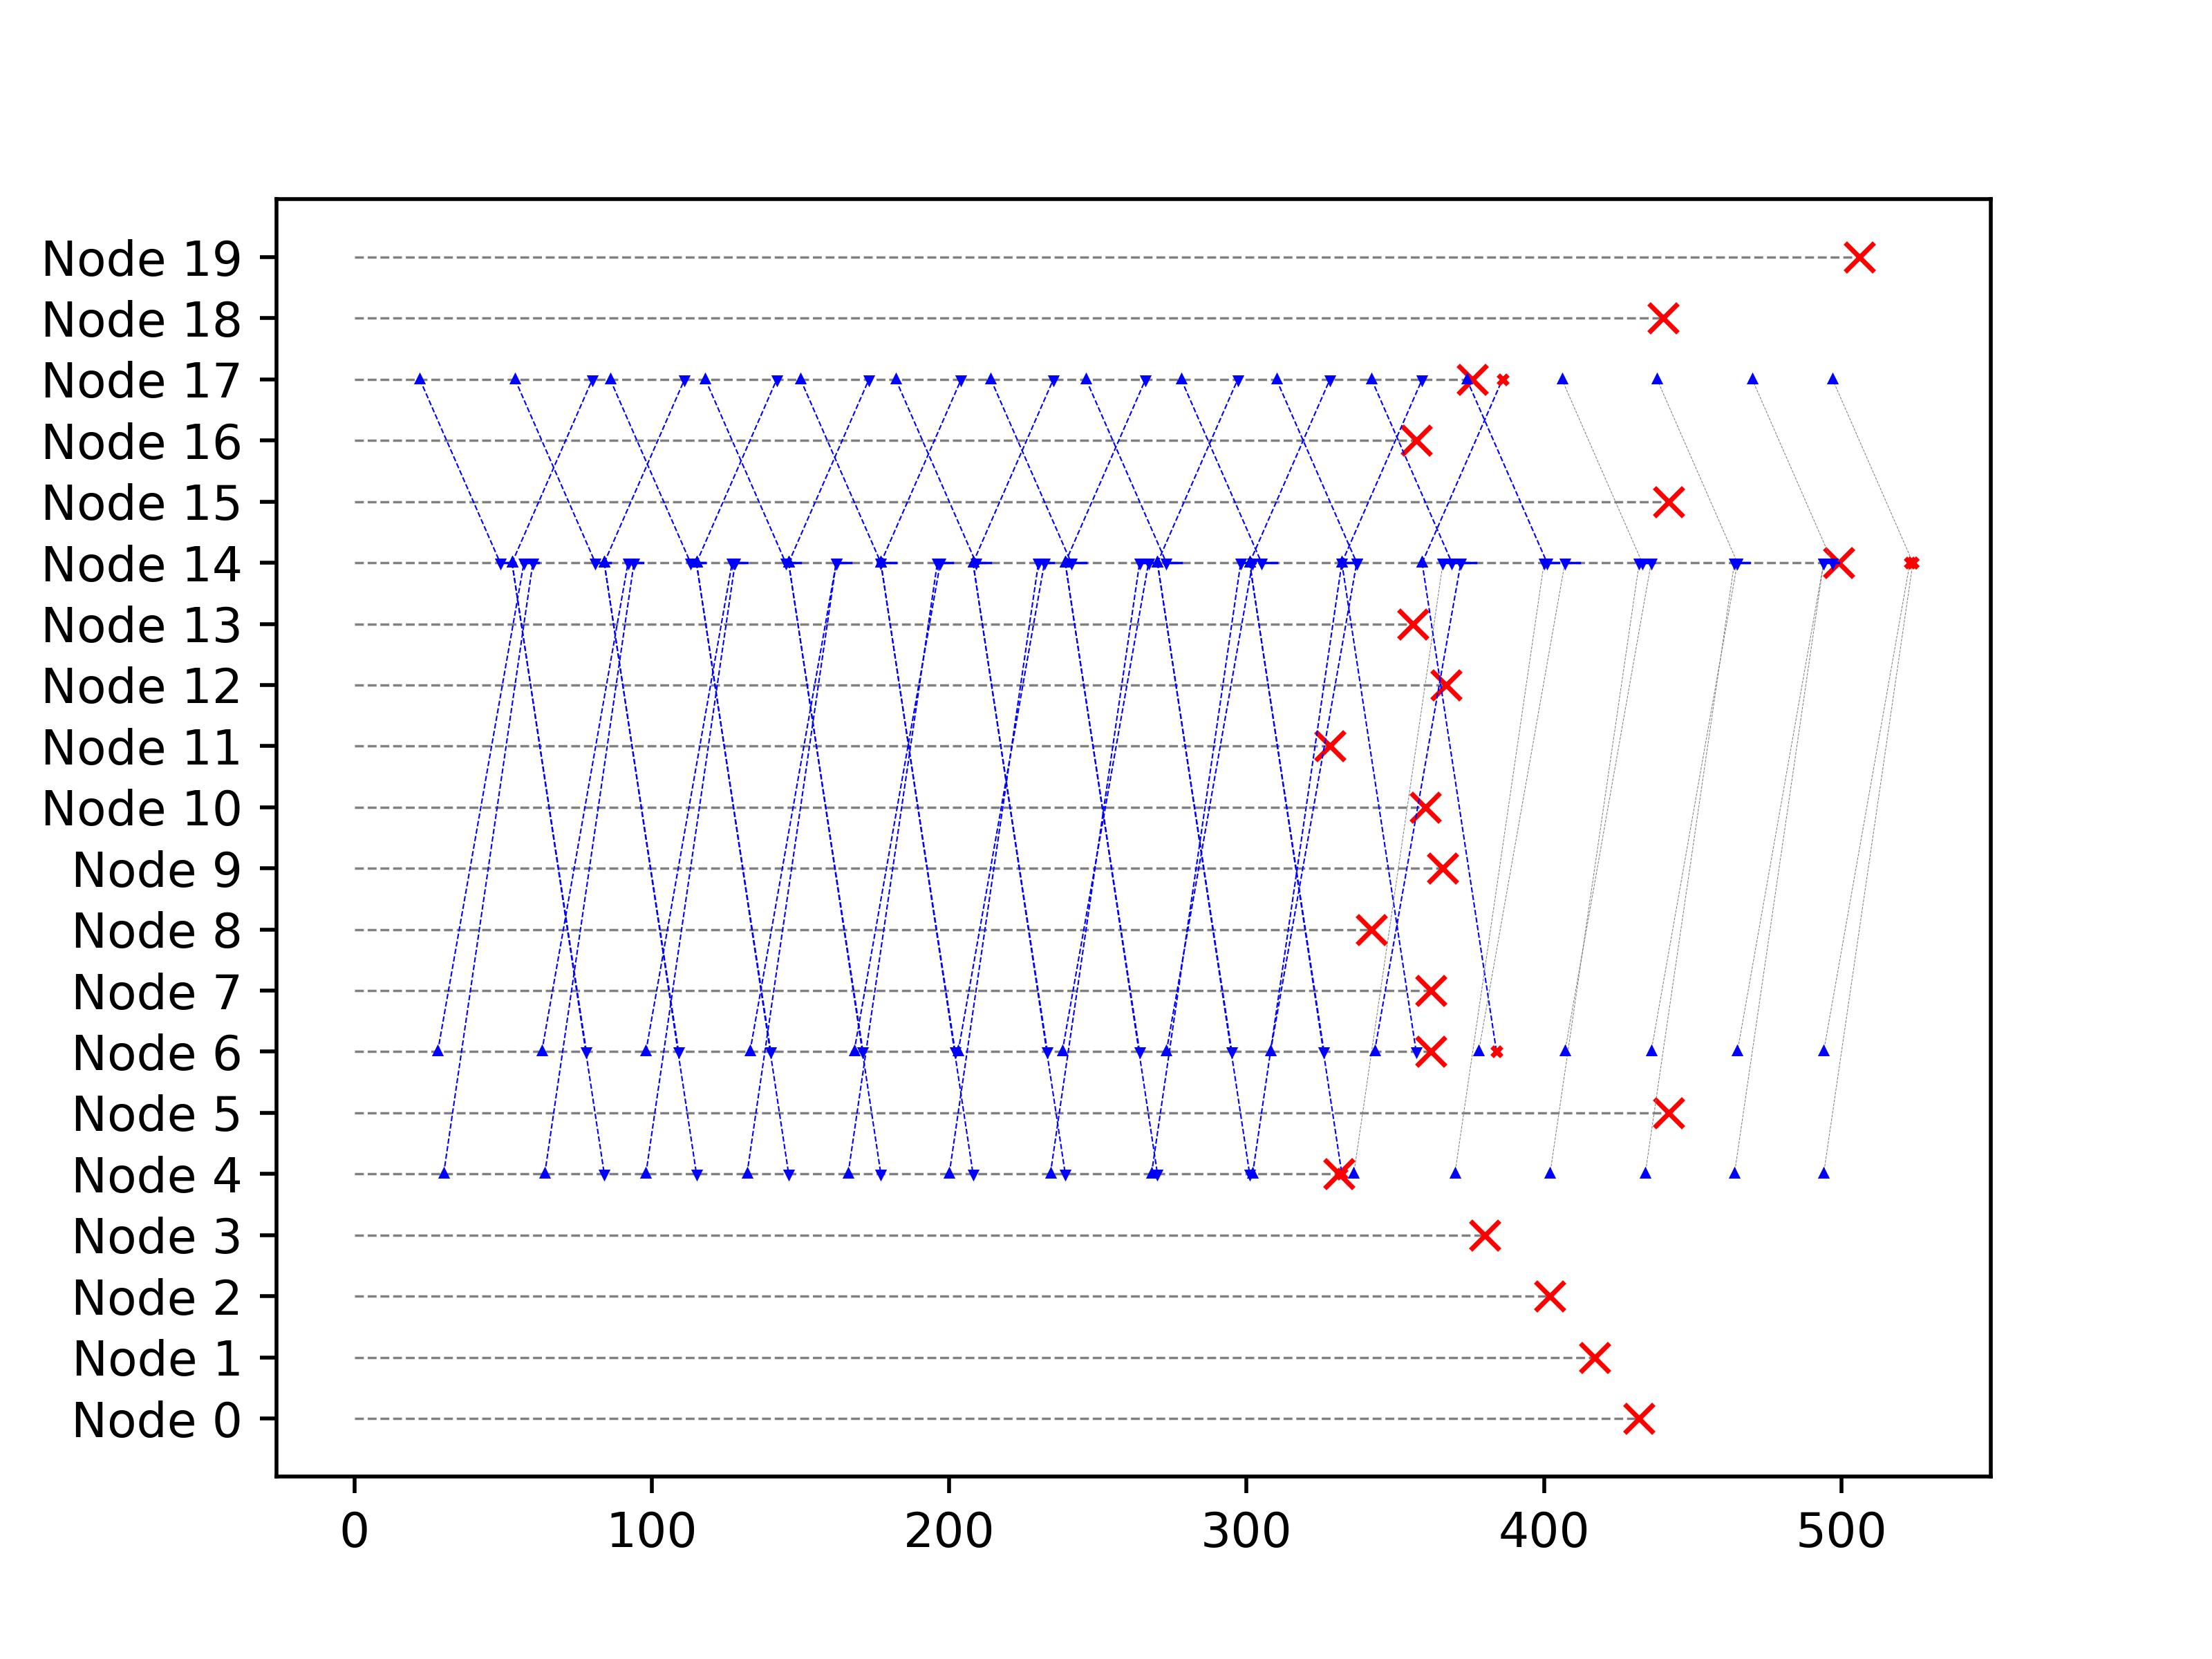 Node 19
Node 18
Node 17
Node 16
Node 15
Node 14
Node 13
Node 12
Node 11
Node 10
Node 9
Node 8
Node 7
Node 6
Node 5
Node 4
Node 3
Node 2
Node 1
Node 0
0 100 200 300 400 500